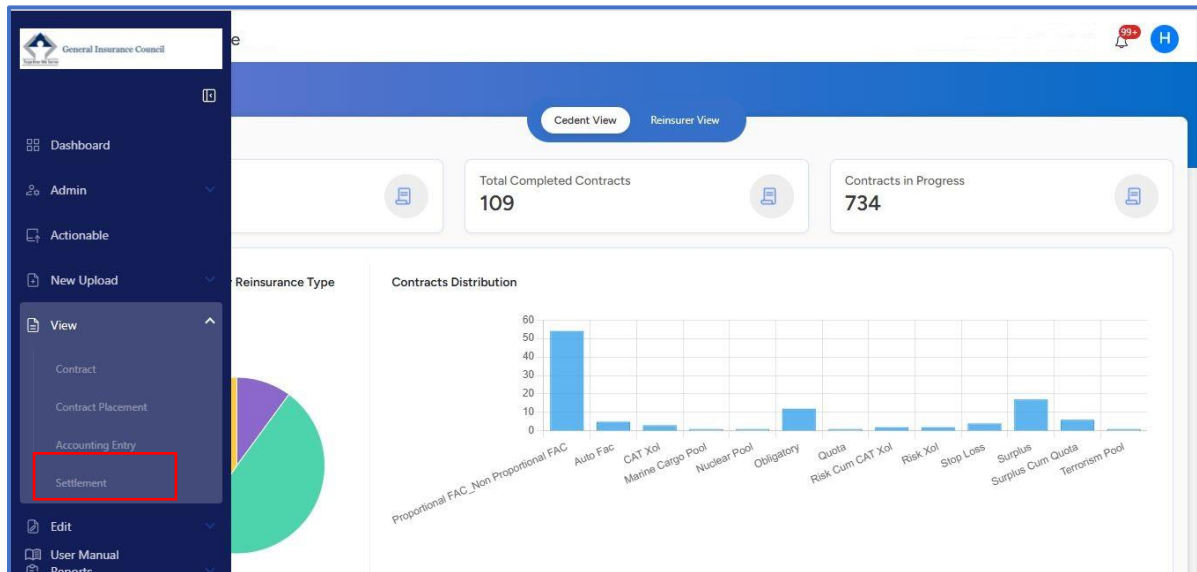 General Insurance Council
e
99+
H
Cedent View
Reinsurer View
Dashboard
Admin
Actionable
New Upload
View
Contract
Contract Placement
Accounting Entry
Settlement
Edit
User Manual
Reports
Total Completed Contracts
109
Contracts in Progress
734
Reinsurance Type
Contracts Distribution
60
50
40
30
20
10
0
Proportional FAC_Non Proportional FAC
Auto Fac
CAT Xol
Marine Cargo Pool
Nuclear Pool
Obligatory
Quota
Risk Cum CAT Xol
Risk Xol
Stop Loss
Surplus
Surplus Cum Quota
Terrorism Pool